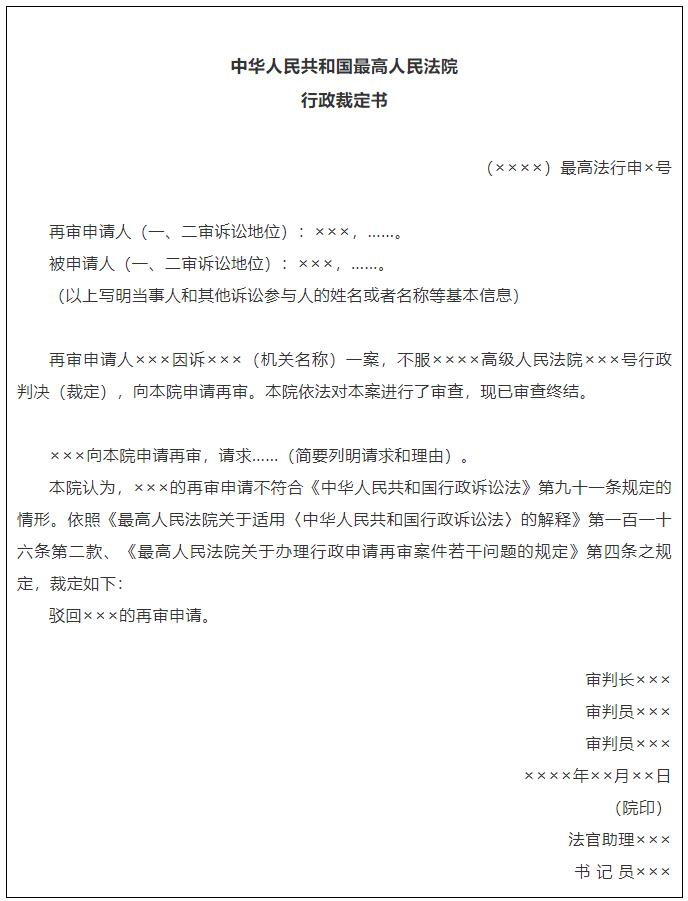 中华人民共和国最高人民法院
行政裁定书
（××××）最高法行申×号
再审申请人（一、二审诉讼地位）：×××，……。
被申请人（一、二审诉讼地位）：×××，……。
（以上写明当事人和其他诉讼参与人的姓名或者名称等基本信息）
再审申请人×××因诉×××（机关名称）一案，不服××××高级人民法院×××号行政
判决（裁定），向本院申请再审。本院依法对本案进行了审查，现已审查终结。
×××向本院申请再审，请求……（简要列明请求和理由）。
本院认为，×××的再审申请不符合《中华人民共和国行政诉讼法》第九十一条规定的
情形。依照《最高人民法院关于适用〈中华人民共和国行政诉讼法〉的解释》第一百一十
六条第二款、《最高人民法院关于办理行政申请再审案件若干问题的规定》第四条之规
定，裁定如下：
驳回×××的再审申请。
审判长×××
审判员×××
审判员×××
××××年××月××日
（院印）
法官助理×××
书 记 员×××